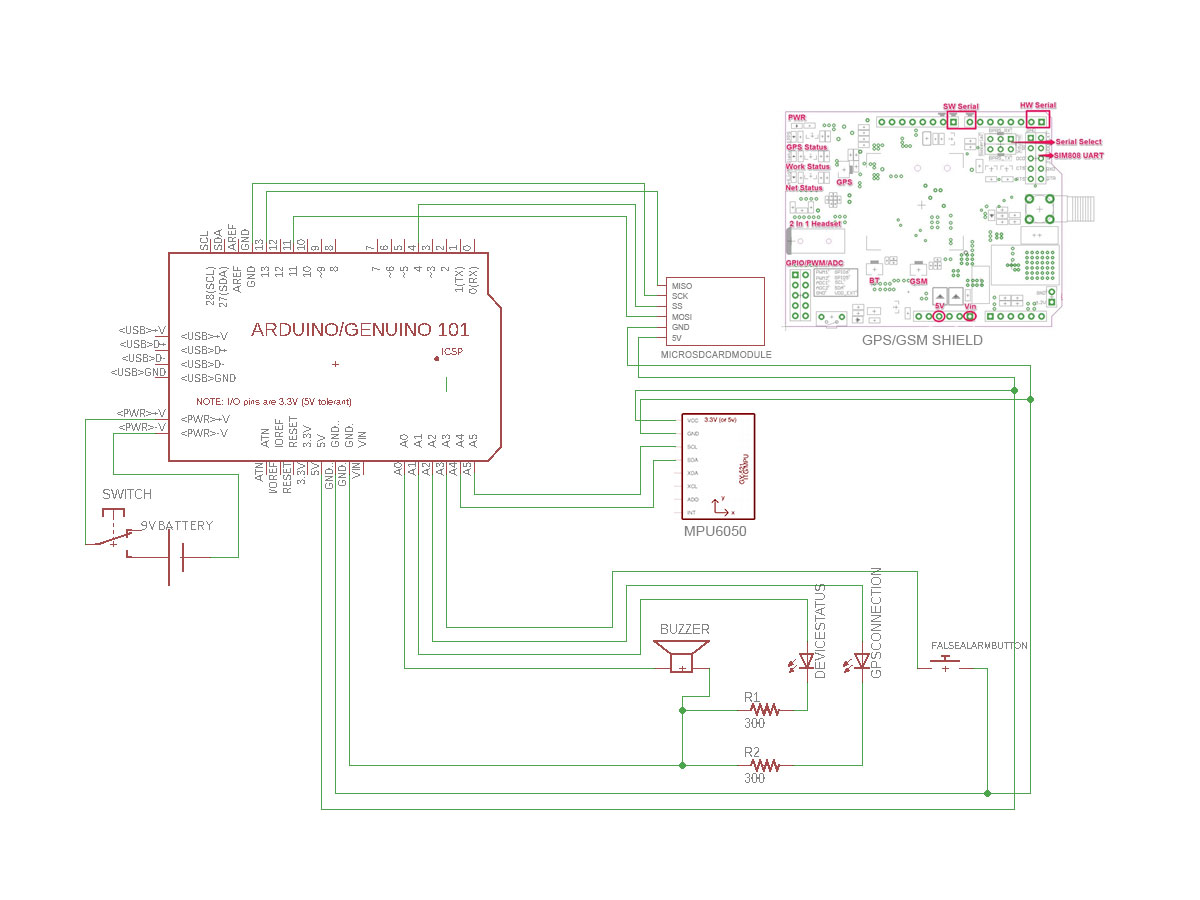 SW Serial
HW Serial
PWR
GPS Status
Work Status
Net Status
GPS
Serial Select
SIM808 UART
2 In 1 Headset
GPIO/PWM/ADC
BT
GSM
5V
Vin
GPS/GSM SHIELD
SCL
SDA
AREF
GND
13
12
11
10
9
8
7
6
5
4
3
2
1
0
28(SCL)
27(SDA)
AREF
GND
13
12
11
10
~9
8
7
~6
~5
4
~3
2
1(TX)
0(RX)
ARDUINO/GENUINO 101
ICSP
<USB>+V
<USB>D+
<USB>D-
<USB>GND
<USB>+V
<USB>D+
<USB>D-
<USB>GND
NOTE: I/O pins are 3.3V (5V tolerant)
<PWR>+V
<PWR>-V
<PWR>+V
<PWR>-V
ATN
IOREF
RESET
3.3V
5V
GND..
GND.
VIN
A0
A1
A2
A3
A4
A5
ATN
I/OREF
RESET
3.3V
5V
GND..
GND.
VIN
A0
A1
A2
A3
A4
A5
MISO
SCK
SS
MOSI
GND
5V
MICROSDCARDMODULE
VCC
3.3V (or 5v)
GND
SCL
SDA
XDA
XCL
ADO
INT
GY-521
ITG/MPU
Y
X
MPU6050
SWITCH
9VBATTERY
BUZZER
DEVICESTATUS
GPSCONNECTION
FALSEALARMBUTTON
R1
300
R2
300